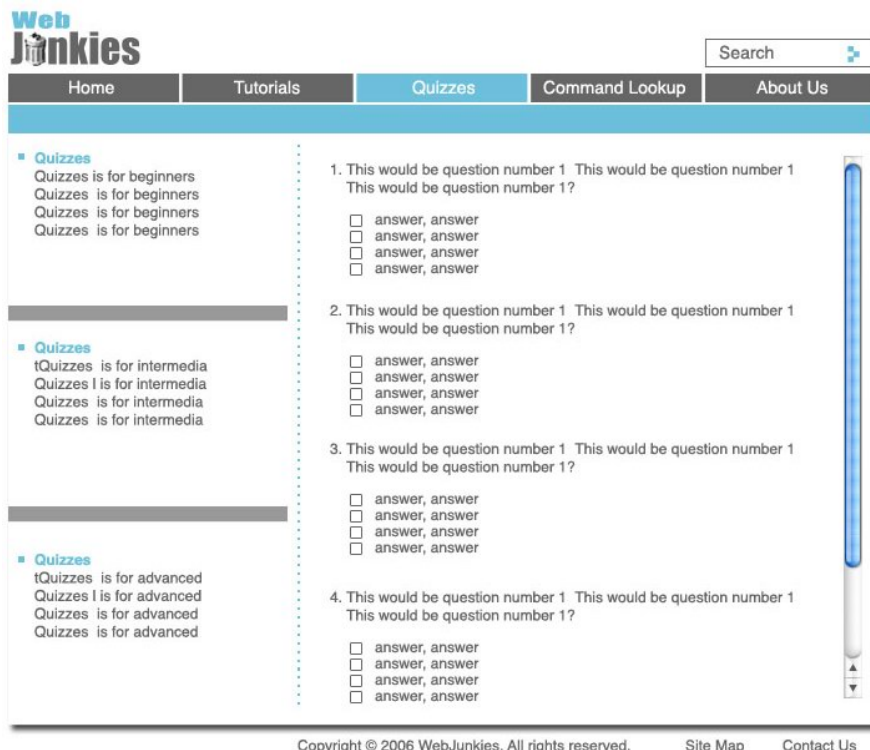 Web
Junkies
Search
Home Tutorials Quizzes Command Lookup About Us
Quizzes
Quizzes is for beginners
Quizzes is for beginners
Quizzes is for beginners
Quizzes is for beginners
Quizzes
tQuizzes is for intermedia
Quizzes l is for intermedia
Quizzes is for intermedia
Quizzes is for intermedia
Quizzes
tQuizzes is for advanced
Quizzes l is for advanced
Quizzes is for advanced
Quizzes is for advanced
1. This would be question number 1 This would be question number 1
This would be question number 1?
answer, answer
answer, answer
answer, answer
answer, answer
2. This would be question number 1 This would be question number 1
This would be question number 1?
answer, answer
answer, answer
answer, answer
answer, answer
3. This would be question number 1 This would be question number 1
This would be question number 1?
answer, answer
answer, answer
answer, answer
answer, answer
4. This would be question number 1 This would be question number 1
This would be question number 1?
answer, answer
answer, answer
answer, answer
answer, answer
Copyright © 2006 WebJunkies. All rights reserved. Site Map Contact Us